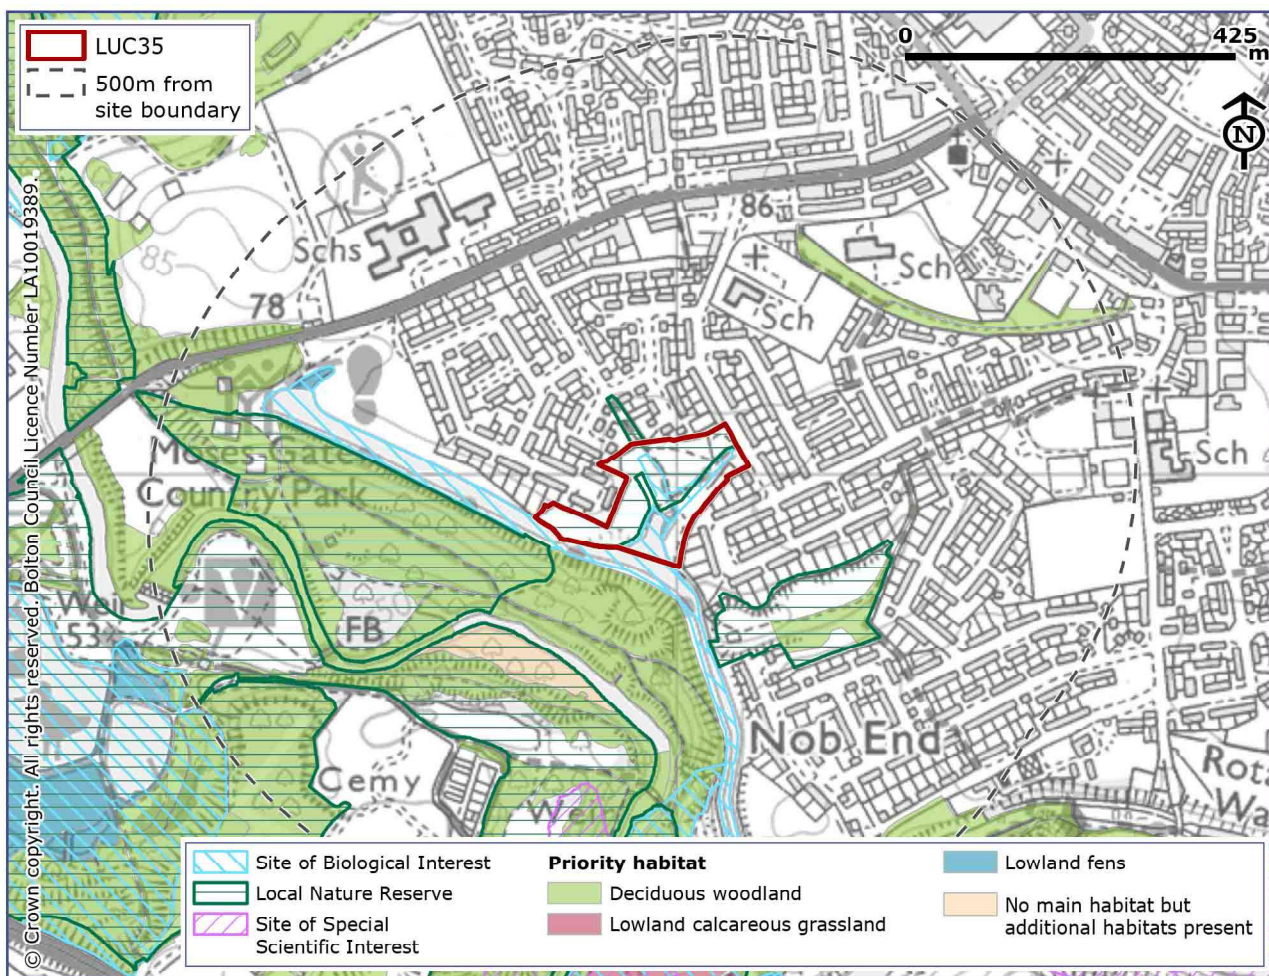 LUC35
500m from
site boundary
0
425
m
N
© Crown copyright. All rights reserved. Bolton Council Licence Number LA10019389.
86
Schs
85
Sch
78
Sch
Moses Gate
Country Park
Sch
Weir
53
FB
Nob End
Cemy
Site of Biological Interest
Local Nature Reserve
Site of Special
Scientific Interest
Priority habitat
Deciduous woodland
Lowland calcareous grassland
Lowland fens
No main habitat but
additional habitats present